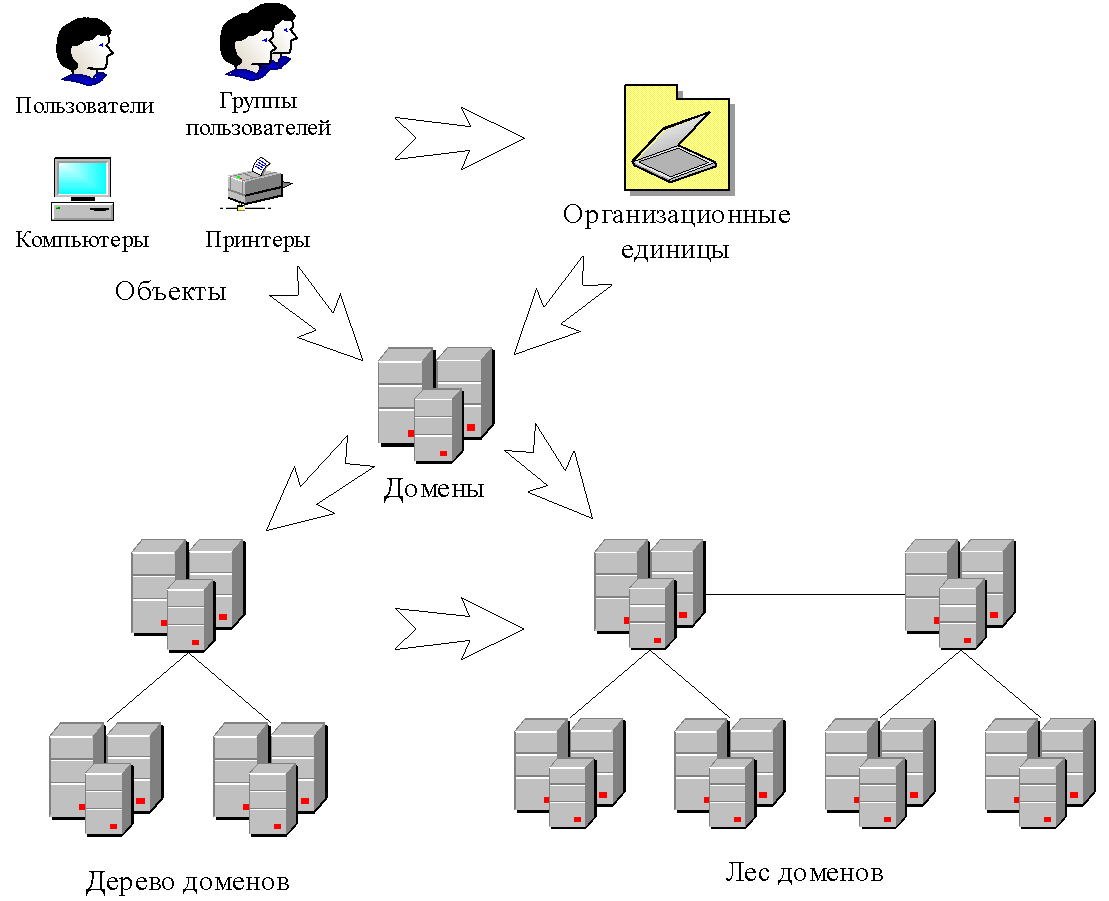 Пользователи
Группы
пользователей
Компьютеры
Принтеры
Объекты
Организационные
единицы
Домены
Дерево доменов
Лес доменов